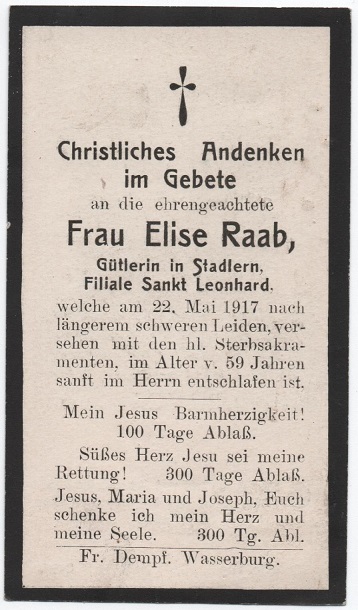 Christliches Andenken
im Gebete
an die ehrengeachtete
Frau Elise Raab,
Gütlerin in Stadlern,
Filiale Sankt Leonhard,
welche am 22. Mai 1917 nach
längerem schweren Leiden, ver-
sehen mit den hl. Sterbsakra-
menten, im Alter v. 59 Jahren
sanft im Herrn entschlafen ist.
Mein Jesus Barmherzigkeit!
100 Tage Ablaß.
Süßes Herz Jesu sei meine
Rettung! 300 Tage Ablaß.
Jesus, Maria und Joseph, Euch
schenke ich mein Herz und
meine Seele. 300 Tg. Abl.
Fr. Dempf. Wasserburg.